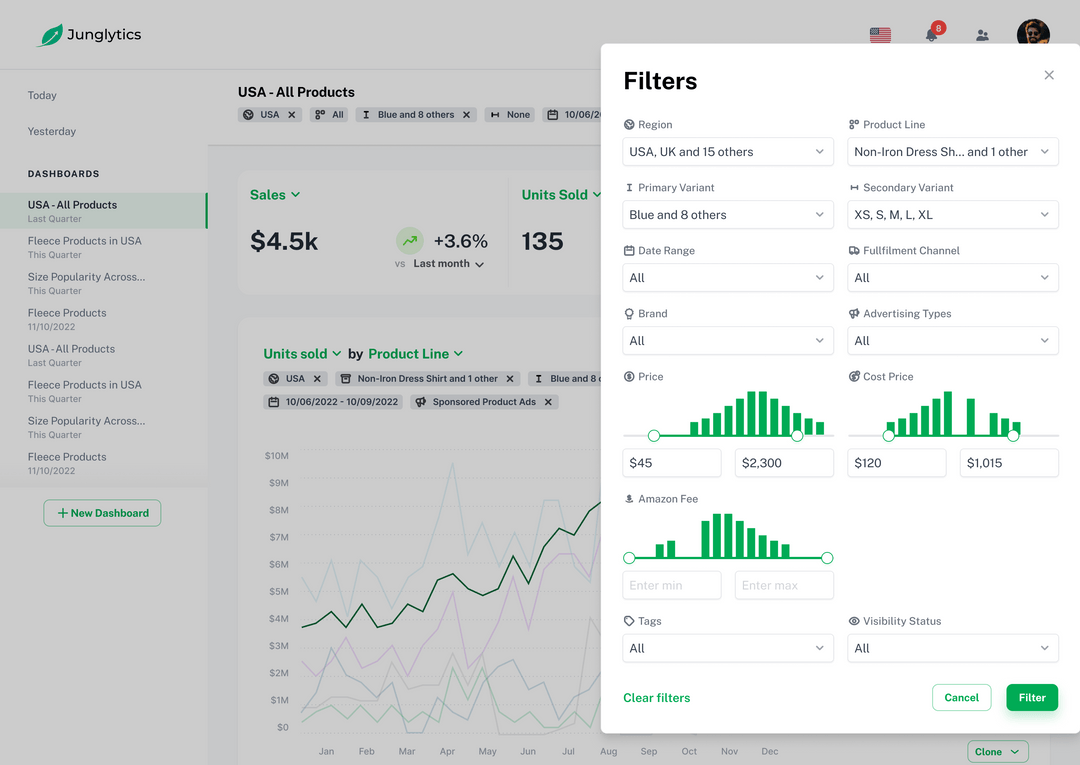 Junglytics
8
Today
Yesterday
DASHBOARDS
USA - All Products
Last Quarter
Fleece Products in USA
This Quarter
Size Popularity Across...
This Quarter
Fleece Products
11/10/2022
USA - All Products
Last Quarter
Fleece Products in USA
This Quarter
Size Popularity Across...
This Quarter
Fleece Products
11/10/2022
+ New Dashboard
USA - All Products
USA All Blue and 8 others None
Sales
$4.5k
+3.6%
vs Last month
Units Sold
135
Units sold by Product Line
USA Non-Iron Dress Shirt and 1 other Blue and 8
10/06/2022 - 10/09/2022 Sponsored Product Ads
$10M
$9M
$8M
$7M
$6M
$5M
$4M
$3M
$2M
$1M
$0
Jan Feb Mar Apr May Jun Jul Aug Sep Oct Nov Dec
Clone
Filters
Region Product Line
USA, UK and 15 others Non-Iron Dress Sh... and 1 other
Primary Variant Secondary Variant
Blue and 8 others XS, S, M, L, XL
Date Range Fullfilment Channel
All All
Brand Advertising Types
All All
Price Cost Price
$45 $2,300 $120 $1,015
Amazon Fee
Enter min Enter max
Tags Visibility Status
All All
Clear filters Cancel Filter